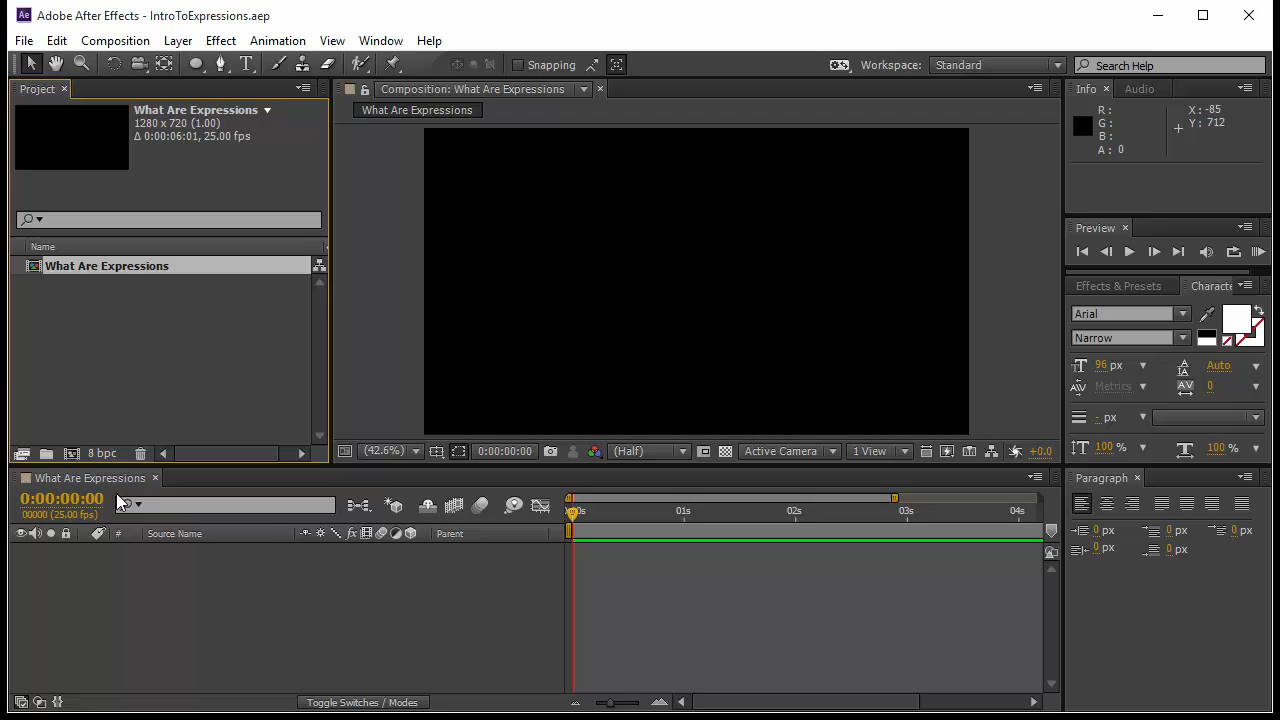 Adobe After Effects - IntroToExpressions.aep
File Edit Composition Layer Effect Animation View Window Help
Snapping Workspace: Standard Search Help
Project × Composition: What Are Expressions × Info × Audio
What Are Expressions
1280 x 720 (1.00)
Δ 0:00:06:01, 25.00 fps
What Are Expressions
R: X: -85
G: Y: 712
B:
A: 0
Preview ×
Name
What Are Expressions
Effects & Presets Characte
Arial
Narrow
96 px Auto
Metrics 0
- px
100 % 100 %
8 bpc (42.6%) 0:00:00:00 (Half) Active Camera 1 View +0.0
What Are Expressions × Paragraph ×
0:00:00:00
00000 (25.00 fps)
:00s 01s 02s 03s 04s
# Source Name Parent
0 px 0 px 0 px
0 px 0 px
Toggle Switches / Modes